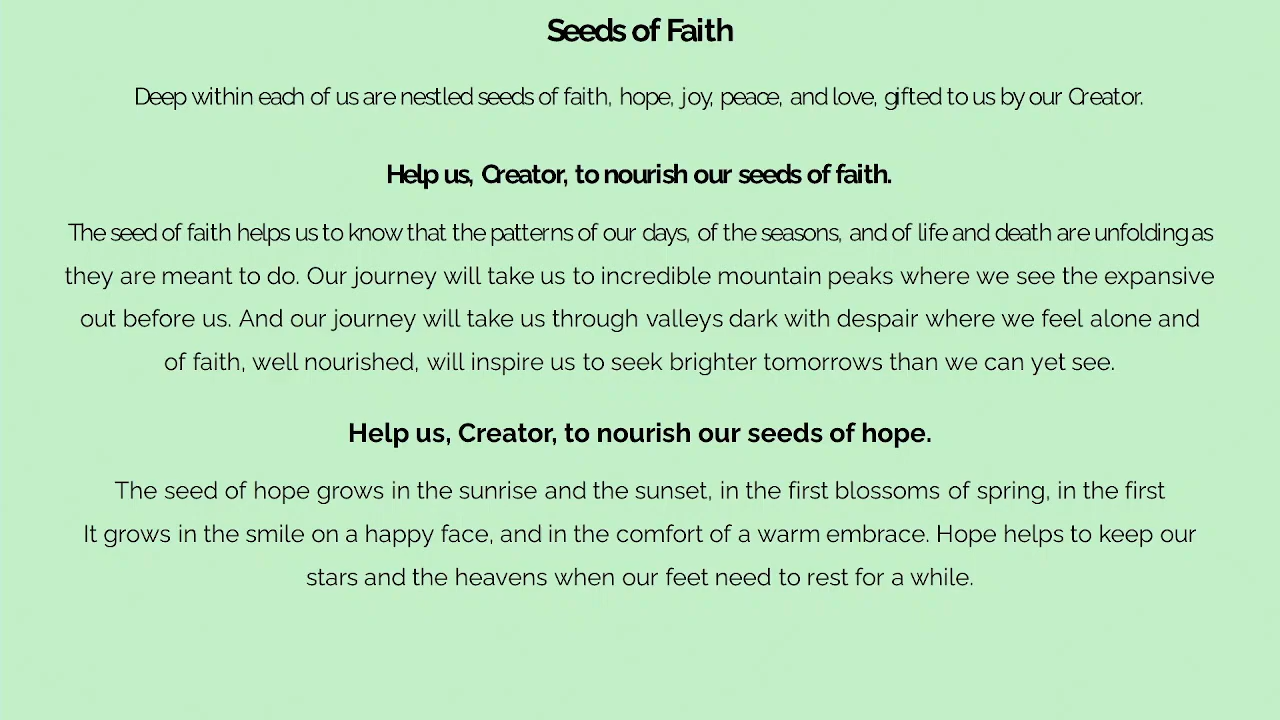 Seeds of Faith
Deep within each of us are nestled seeds of faith, hope, joy, peace, and love, gifted to us by our Creator.
Help us, Creator, to nourish our seeds of faith.
The seed of faith helps us to know that the patterns of our days, of the seasons, and of life and death are unfolding as
they are meant to do. Our journey will take us to incredible mountain peaks where we see the expansive
out before us. And our journey will take us through valleys dark with despair where we feel alone and
of faith, well nourished, will inspire us to seek brighter tomorrows than we can yet see.
Help us, Creator, to nourish our seeds of hope.
The seed of hope grows in the sunrise and the sunset, in the first blossoms of spring, in the first
It grows in the smile on a happy face, and in the comfort of a warm embrace. Hope helps to keep our
stars and the heavens when our feet need to rest for a while.